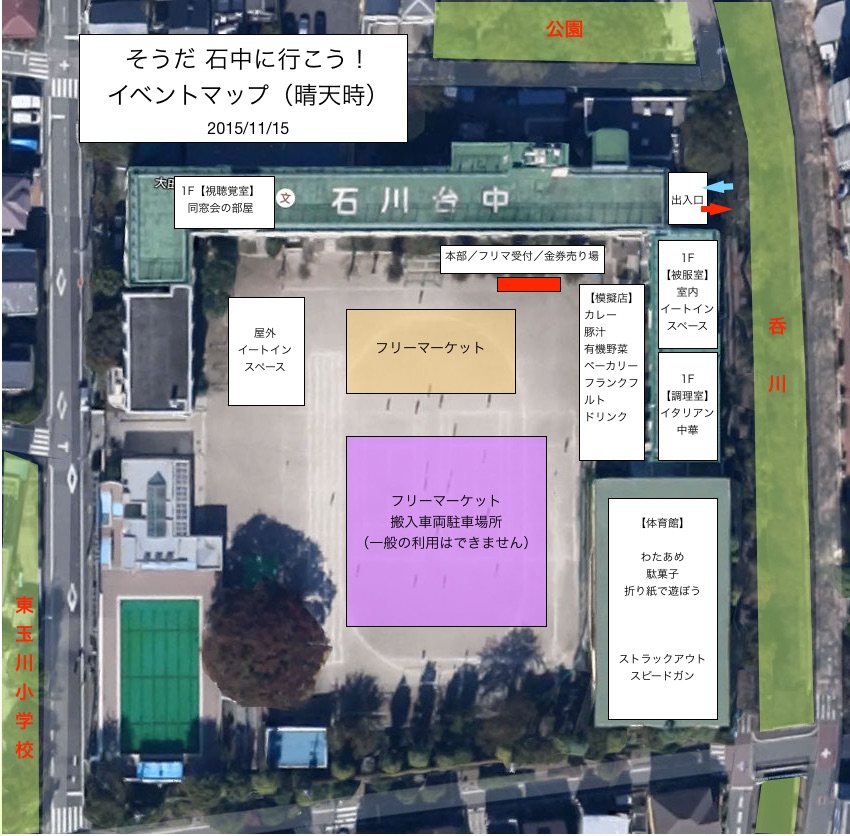 公園
そうだ 石中に行こう！
イベントマップ（晴天時）
2015/11/15
大田
1F【視聴覚室】
同窓会の部屋
文
石川台中
出入口
本部／フリマ受付／金券売り場
1F
【被服室】
室内
イートイン
スペース
【模擬店】
カレー
豚汁
有機野菜
ベーカリー
フランクフ
ルト
ドリンク
屋外
イートイン
スペース
フリーマーケット
呑川
1F
【調理室】
イタリアン
中華
フリーマーケット
搬入車両駐車場所
（一般の利用はできません）
【体育館】
わたあめ
駄菓子
折り紙で遊ぼう
ストラックアウト
スピードガン
東玉川小学校